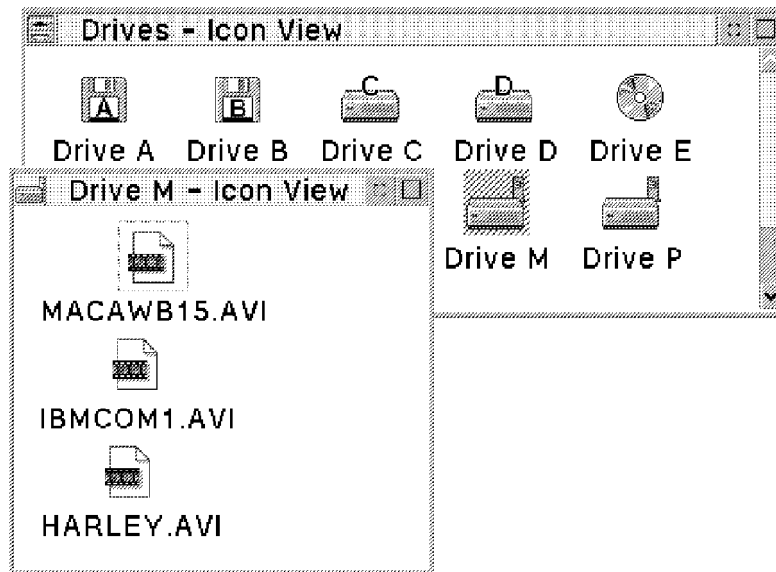 Drives - Icon View
A B C D
Drive A Drive B Drive C Drive D Drive E
Drive M - Icon View
Drive M Drive P
MACAWB15.AVI
IBMCOM1.AVI
HARLEY.AVI